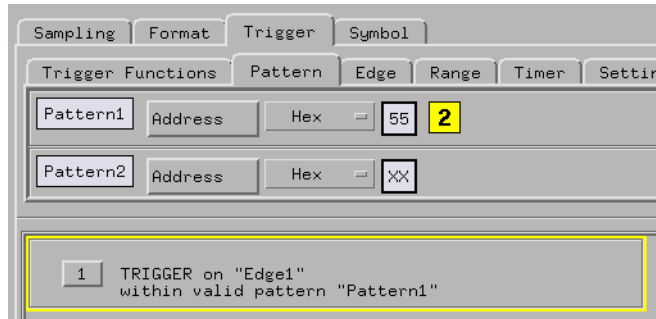 Sampling Format Trigger Symbol
Trigger Functions Pattern Edge Range Timer
Pattern1 Address Hex 55 2
Pattern2 Address Hex XX
1 TRIGGER on "Edge1"
within valid pattern "Pattern1"